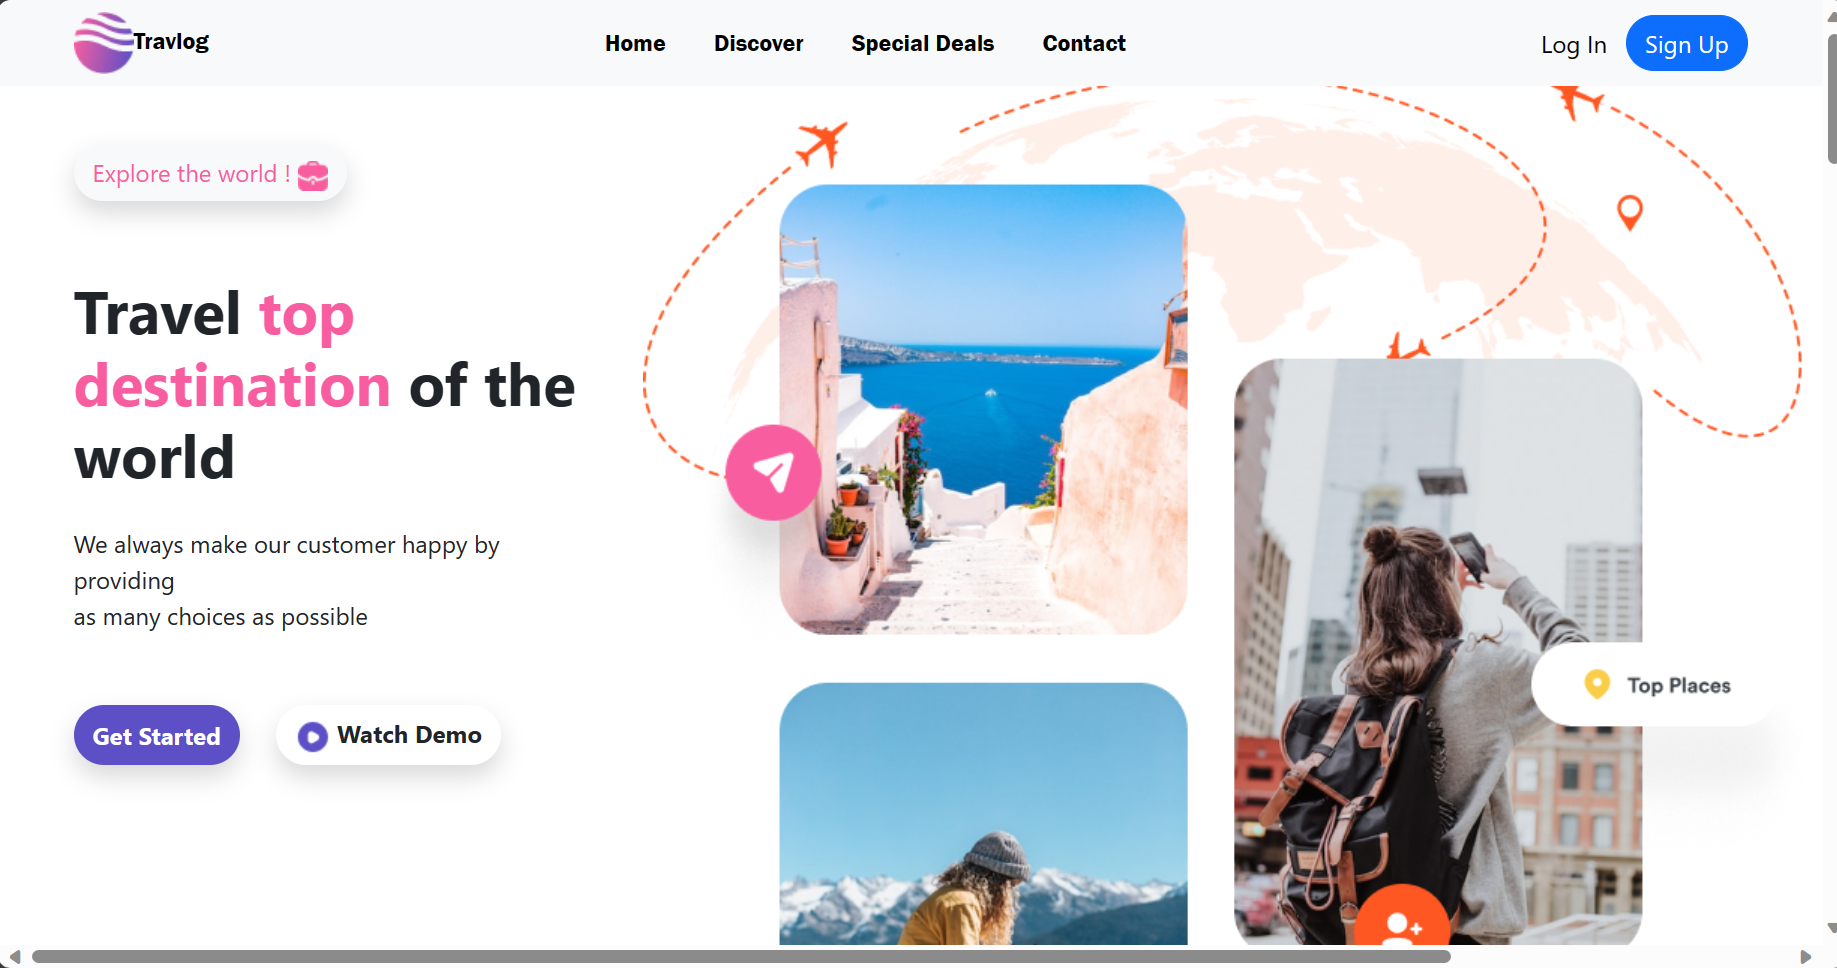 Travlog
Home Discover Special Deals Contact
Log In Sign Up
Explore the world !
Travel top
destination of the
world
We always make our customer happy by
providing
as many choices as possible
Get Started
Watch Demo
Top Places